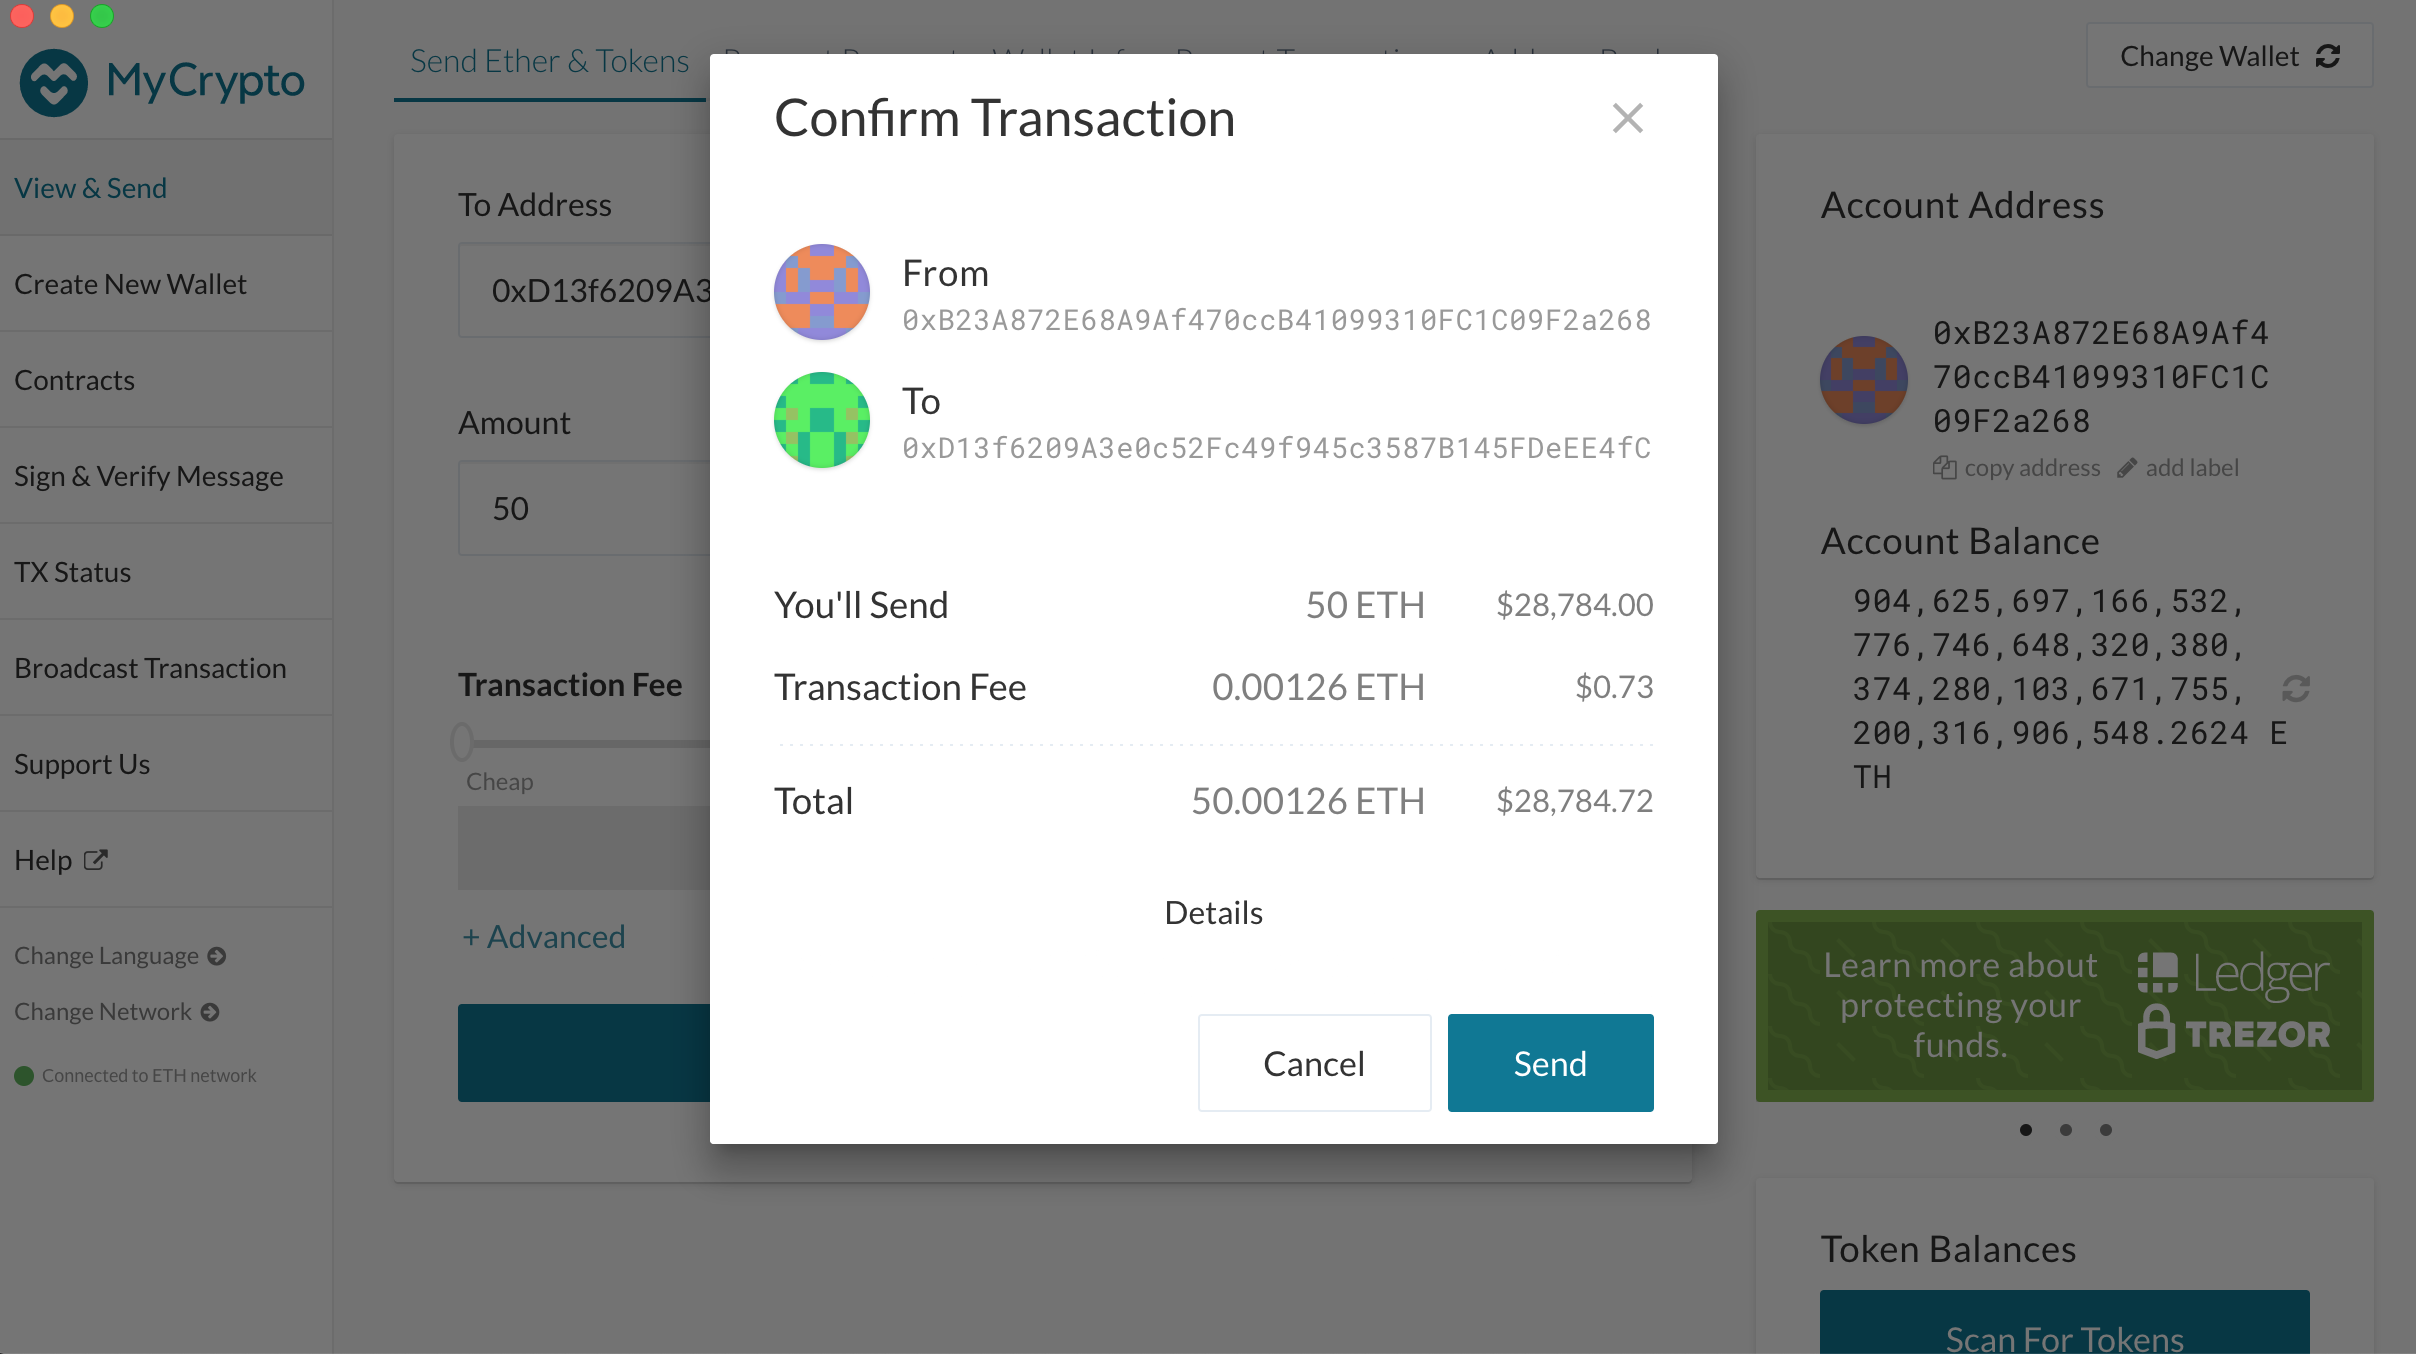 MyCrypto
View & Send
Create New Wallet
Contracts
Sign & Verify Message
TX Status
Broadcast Transaction
Support Us
Help
Change Language
Change Network
Connected to ETH network
Send Ether & Tokens
Change Wallet
To Address
0xD13f6209A3
Amount
50
Transaction Fee
Cheap
+ Advanced
Confirm Transaction
From
0xB23A872E68A9Af470ccB41099310FC1C09F2a268
To
0xD13f6209A3e0c52Fc49f945c3587B145FDeEE4fC
You'll Send 50 ETH $28,784.00
Transaction Fee 0.00126 ETH $0.73
Total 50.00126 ETH $28,784.72
Details
Cancel Send
Account Address
0xB23A872E68A9Af4
70ccB41099310FC1C
09F2a268
copy address add label
Account Balance
904,625,697,166,532,
776,746,648,320,380,
374,280,103,671,755,
200,316,906,548.2624 E
TH
Learn more about
protecting your
funds.
Ledger
TREZOR
Token Balances
Scan For Tokens